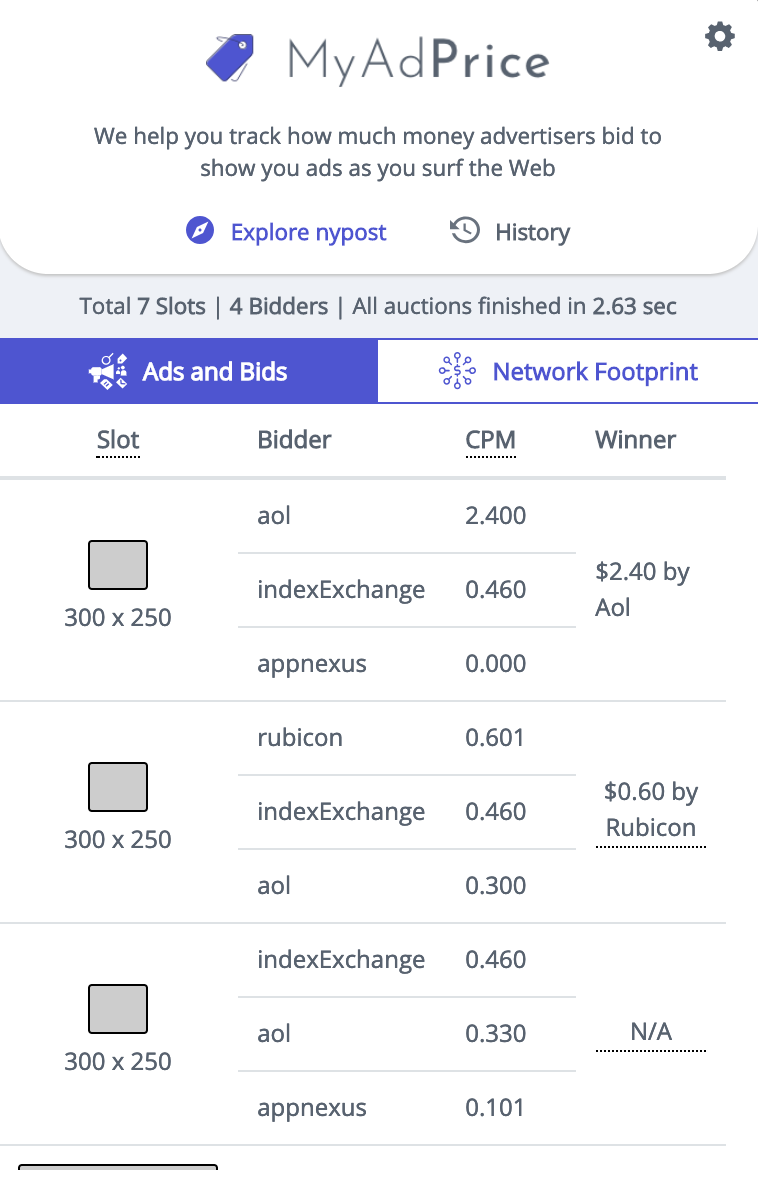 MyAdPrice
We help you track how much money advertisers bid to
show you ads as you surf the Web
Explore nypost History
Total 7 Slots | 4 Bidders | All auctions finished in 2.63 sec
Ads and Bids Network Footprint
Slot Bidder CPM Winner
aol 2.400
indexExchange 0.460
appnexus 0.000
300 x 250
$2.40 by
Aol
rubicon 0.601
indexExchange 0.460
aol 0.300
300 x 250
$0.60 by
Rubicon
indexExchange 0.460
aol 0.330
appnexus 0.101
300 x 250
N/A